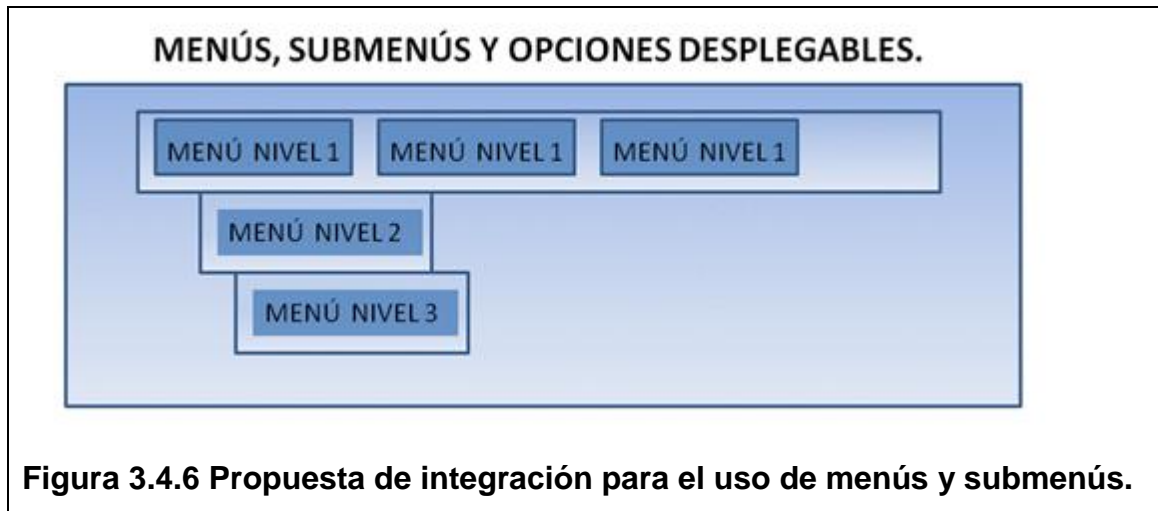 MENÚS, SUBMENÚS Y OPCIONES DESPLEGABLES.
MENÚ NIVEL 1 MENÚ NIVEL 1 MENÚ NIVEL 1
MENÚ NIVEL 2
MENÚ NIVEL 3
Figura 3.4.6 Propuesta de integración para el uso de menús y submenús.